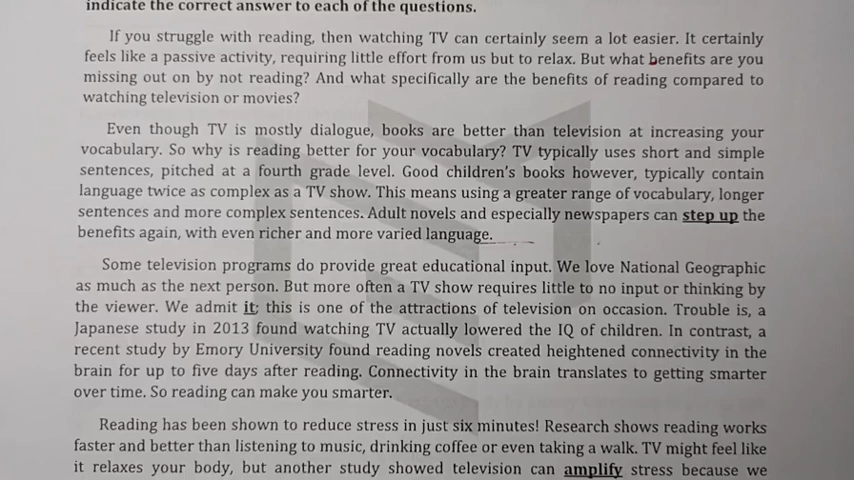 indicate the correct answer to each of the questions.
If you struggle with reading, then watching TV can certainly seem a lot easier. It certainly
feels like a passive activity, requiring little effort from us but to relax. But what benefits are you
missing out on by not reading? And what specifically are the benefits of reading compared to
watching television or movies?
Even though TV is mostly dialogue, books are better than television at increasing your
vocabulary. So why is reading better for your vocabulary? TV typically uses short and simple
sentences, pitched at a fourth grade level. Good children's books however, typically contain
language twice as complex as a TV show. This means using a greater range of vocabulary, longer
sentences and more complex sentences. Adult novels and especially newspapers can step up the
benefits again, with even richer and more varied language.
Some television programs do provide great educational input. We love National Geographic
as much as the next person. But more often a TV show requires little to no input or thinking by
the viewer. We admit it; this is one of the attractions of television on occasion. Trouble is, a
Japanese study in 2013 found watching TV actually lowered the IQ of children. In contrast, a
recent study by Emory University found reading novels created heightened connectivity in the
brain for up to five days after reading. Connectivity in the brain translates to getting smarter
over time. So reading can make you smarter.
Reading has been shown to reduce stress in just six minutes! Research shows reading works
faster and better than listening to music, drinking coffee or even taking a walk. TV might feel like
it relaxes your body, but another study showed television can amplify stress because we